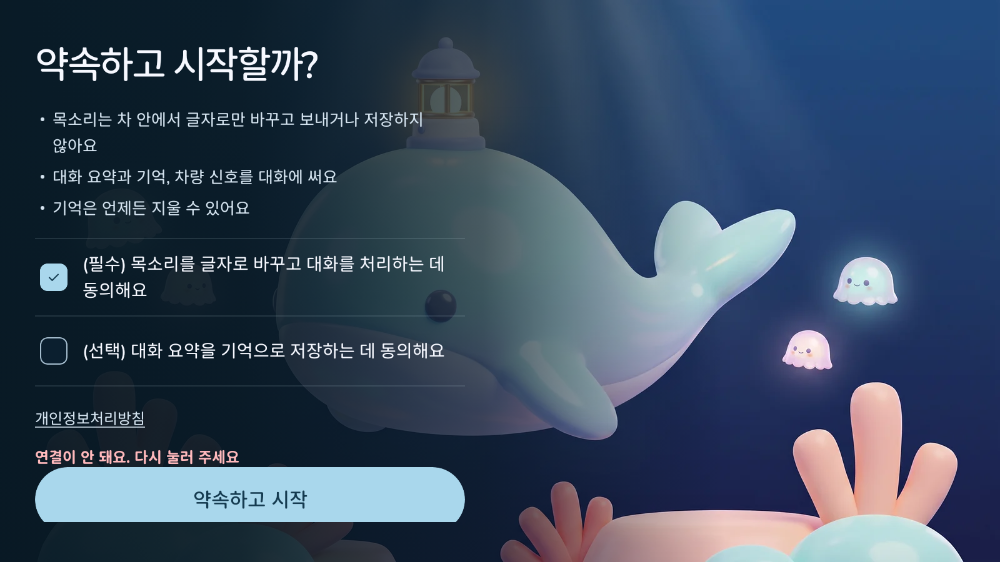 약속하고 시작할까?
• 목소리는 차 안에서 글자로만 바꾸고 보내거나 저장하지
않아요
• 대화 요약과 기억, 차량 신호를 대화에 써요
• 기억은 언제든 지울 수 있어요
(필수) 목소리를 글자로 바꾸고 대화를 처리하는 데
동의해요
(선택) 대화 요약을 기억으로 저장하는 데 동의해요
개인정보처리방침
연결이 안 돼요. 다시 눌러 주세요
약속하고 시작